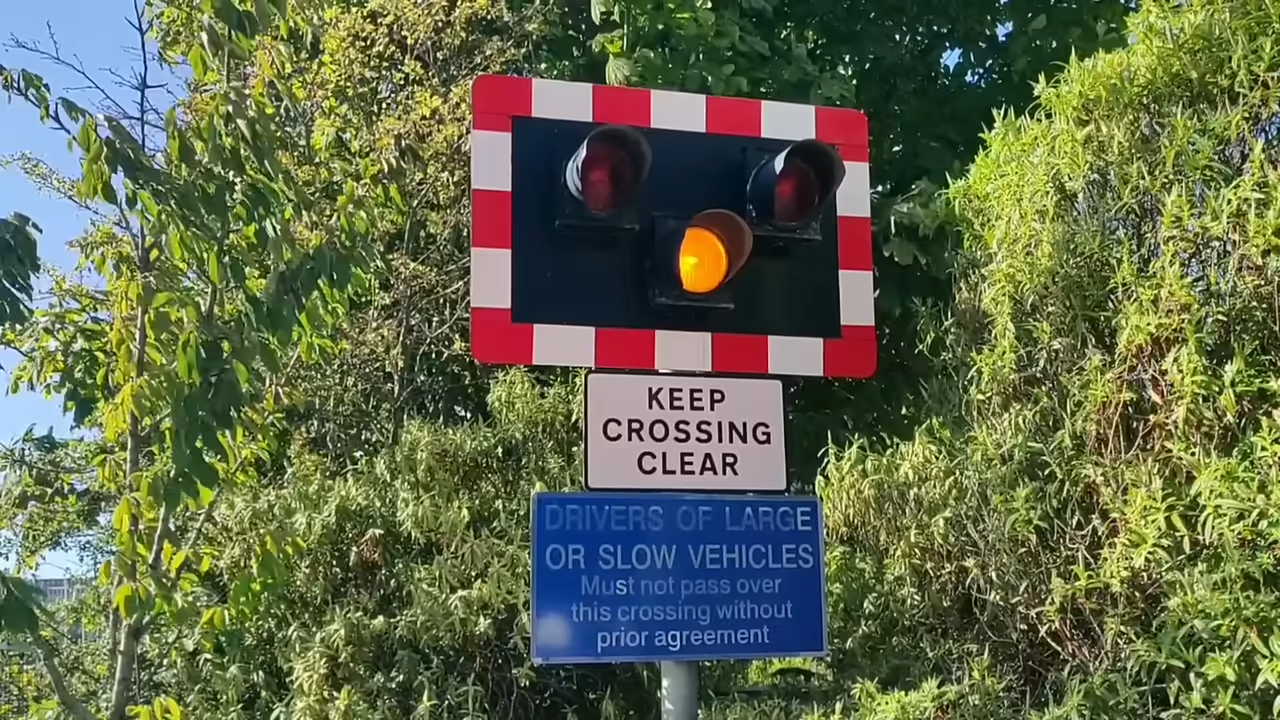 KEEP
CROSSING
CLEAR
DRIVERS OF LARGE
OR SLOW VEHICLES
Must not pass over
this crossing without
prior agreement